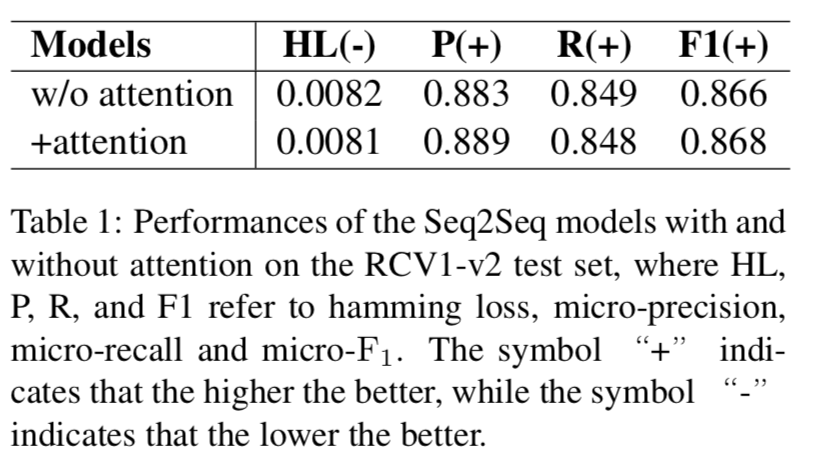 Models HL(-) P(+) R(+) F1(+)
w/o attention 0.0082 0.883 0.849 0.866
+attention 0.0081 0.889 0.848 0.868
Table 1: Performances of the Seq2Seq models with and
without attention on the RCV1-v2 test set, where HL,
P, R, and F1 refer to hamming loss, micro-precision,
micro-recall and micro-F₁. The symbol “+” indi-
cates that the higher the better, while the symbol “-”
indicates that the lower the better.